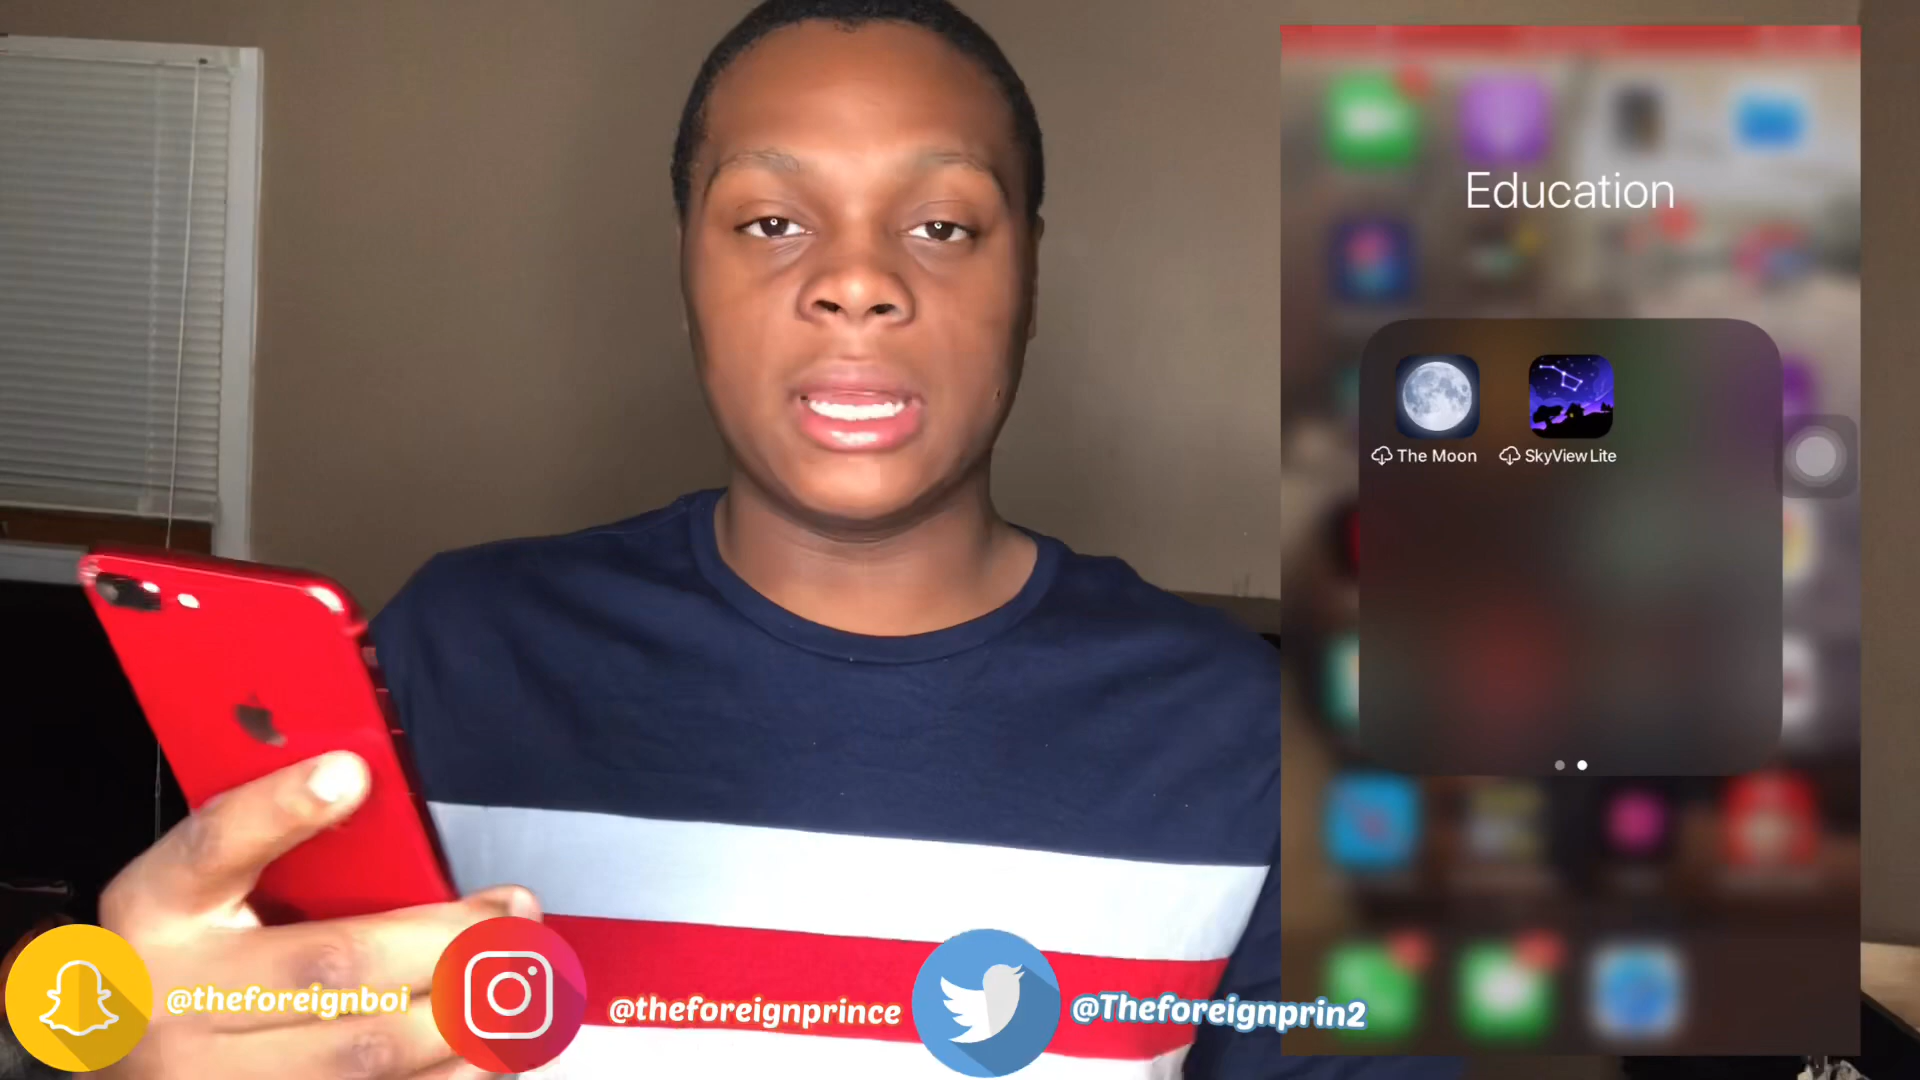 Education
The Moon
SkyView Lite
@theforeignboi
@theforeignprince
@Theforeignprin2